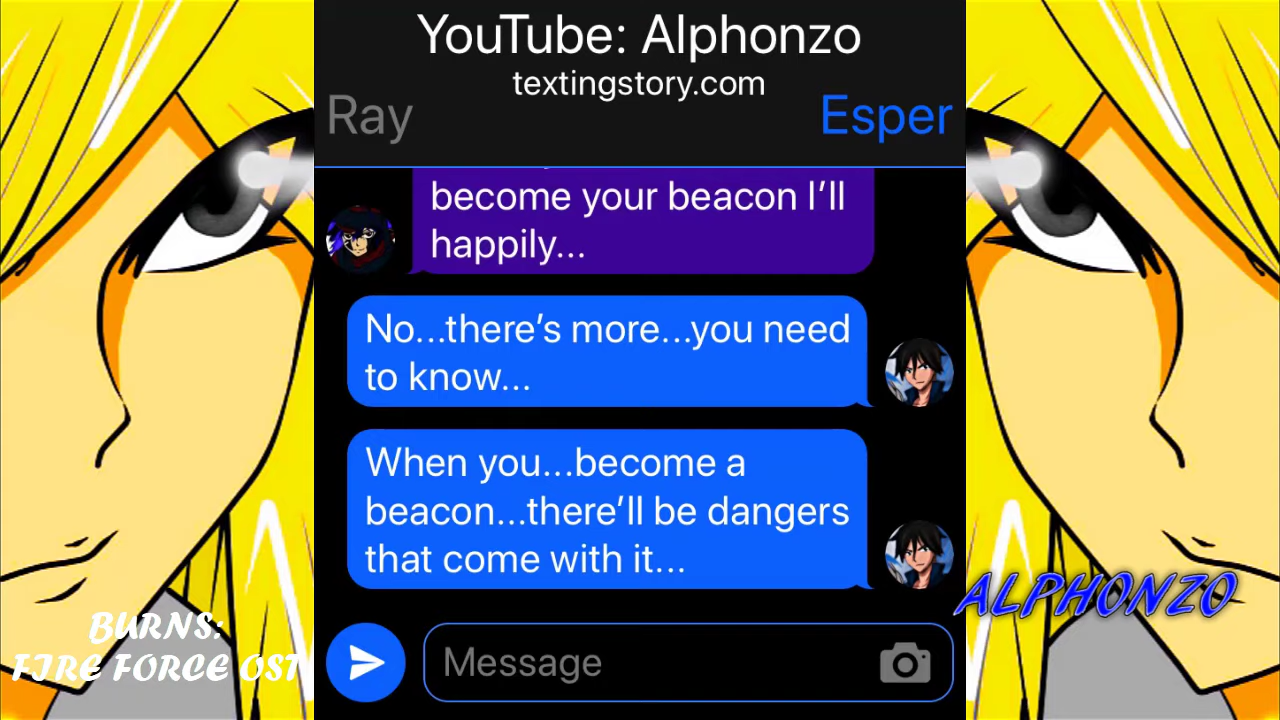 YouTube: Alphonzo
textingstory.com
Ray
Esper
become your beacon I’ll
happily...
No...there’s more...you need
to know...
When you...become a
beacon...there’ll be dangers
that come with it...
ALPHONZO
BURNS:
FIRE FORCE OST
Message